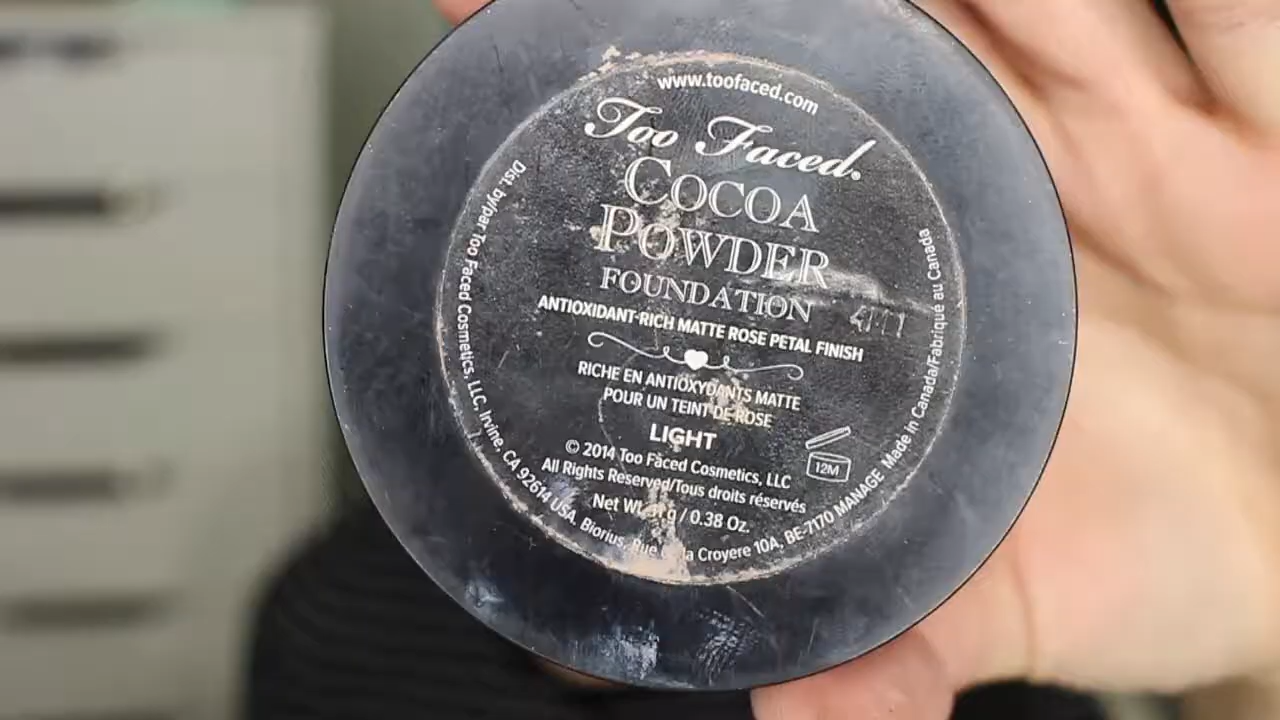 www.toofaced.com
Too Faced.
COCOA
POWDER
FOUNDATION
ANTIOXIDANT-RICH MATTE ROSE PETAL FINISH
RICHE EN ANTIOXYDANTS MATTE
POUR UN TEINT DE ROSE
LIGHT
© 2014 Too Faced Cosmetics, LLC
All Rights Reserved/Tous droits réservés
Net Wt. g / 0.38 Oz.
12M
Dist. by/par Too Faced Cosmetics, LLC, Irvine, CA 92614 USA. Biorius, Rue la Croyere 10A, BE-7170 MANAGE Made in Canada/Fabriqué au Canada